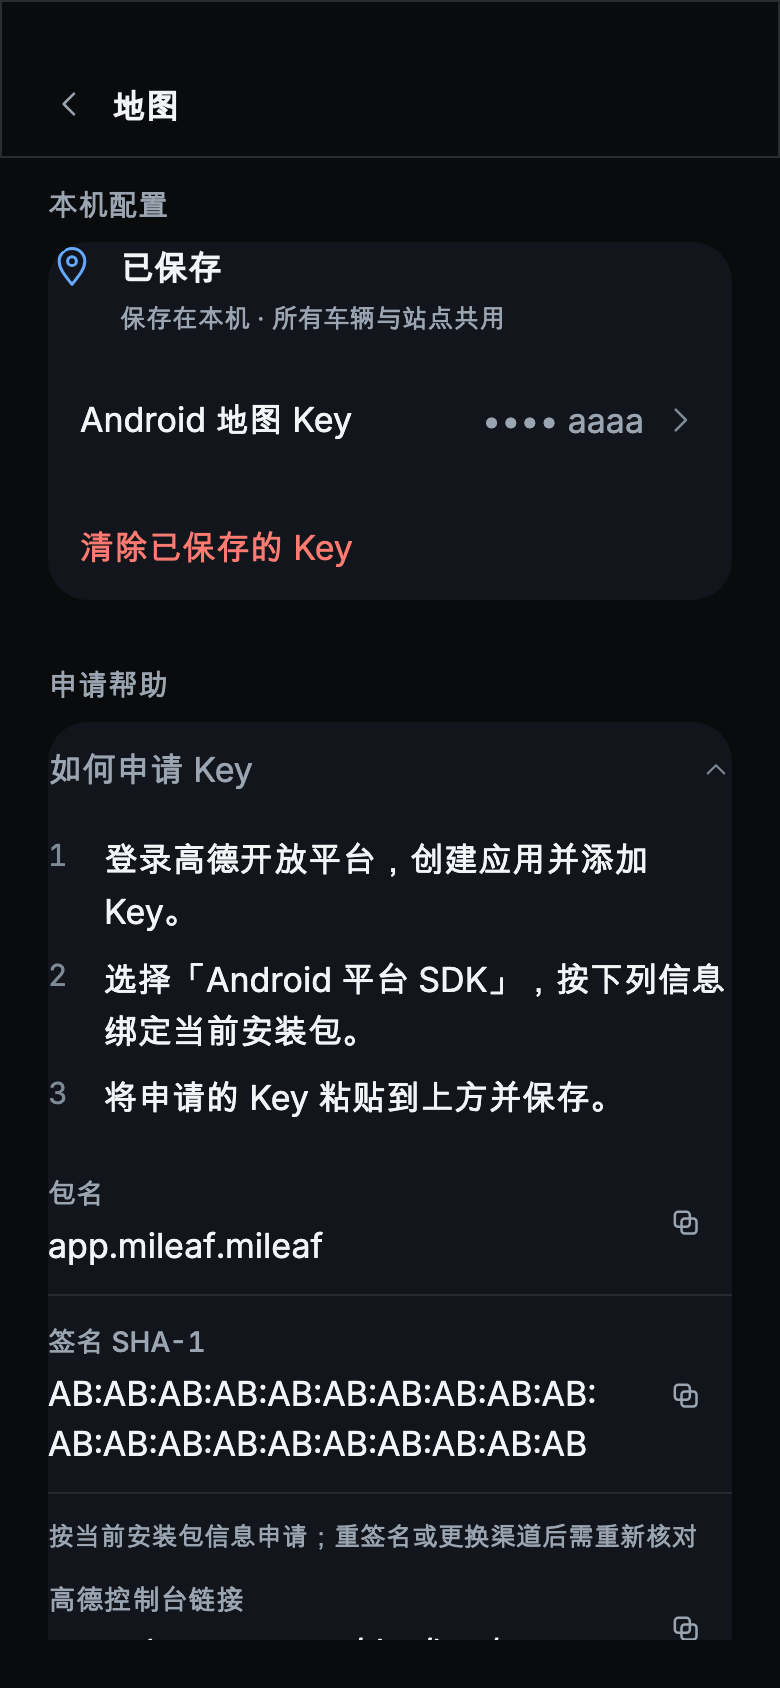 地图
本机配置
已保存
保存在本机 · 所有车辆与站点共用
Android 地图 Key
•••• aaaa
清除已保存的 Key
申请帮助
如何申请 Key
1 登录高德开放平台，创建应用并添加
Key。
2 选择「Android 平台 SDK」，按下列信息
绑定当前安装包。
3 将申请的 Key 粘贴到上方并保存。
包名
app.mileaf.mileaf
签名 SHA-1
AB:AB:AB:AB:AB:AB:AB:AB:AB:AB:
AB:AB:AB:AB:AB:AB:AB:AB:AB:AB
按当前安装包信息申请；重签名或更换渠道后需重新核对
高德控制台链接